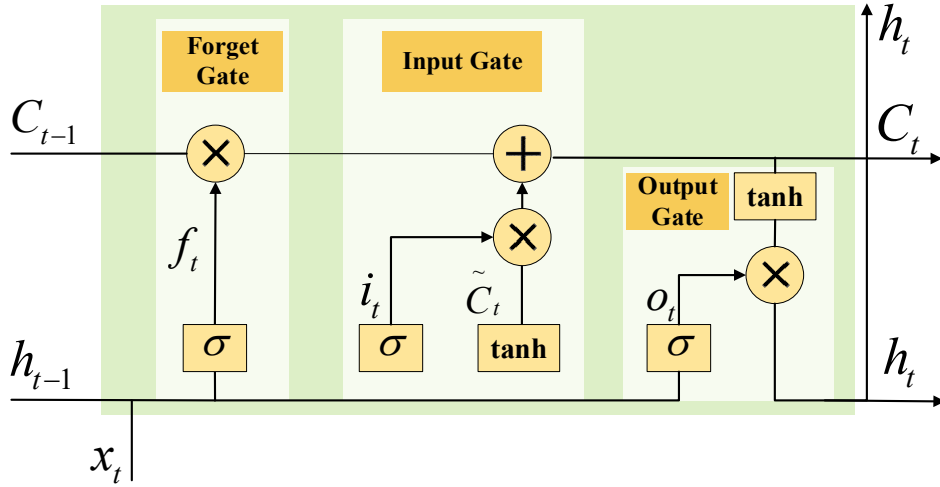 h_t
Forget
Gate
Input Gate
C_{t-1}
×
+
C_t
Output
Gate
tanh
f_t
×
i_t
C̃_t
o_t
×
σ
σ
tanh
σ
h_{t-1}
h_t
x_t